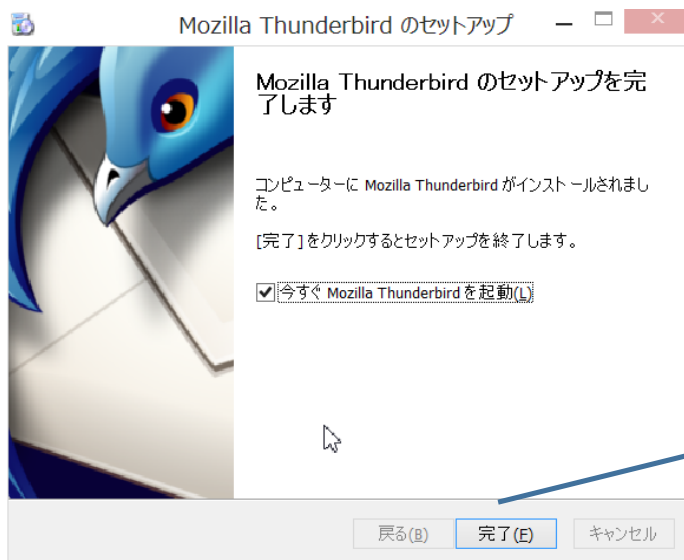 Mozilla Thunderbird のセットアップ
Mozilla Thunderbird のセットアップを完
了します
コンピューターに Mozilla Thunderbird がインストールされまし
た。
[完了]をクリックするとセットアップを終了します。
今すぐ Mozilla Thunderbird を起動(L)
戻る(B) 完了(F) キャンセル